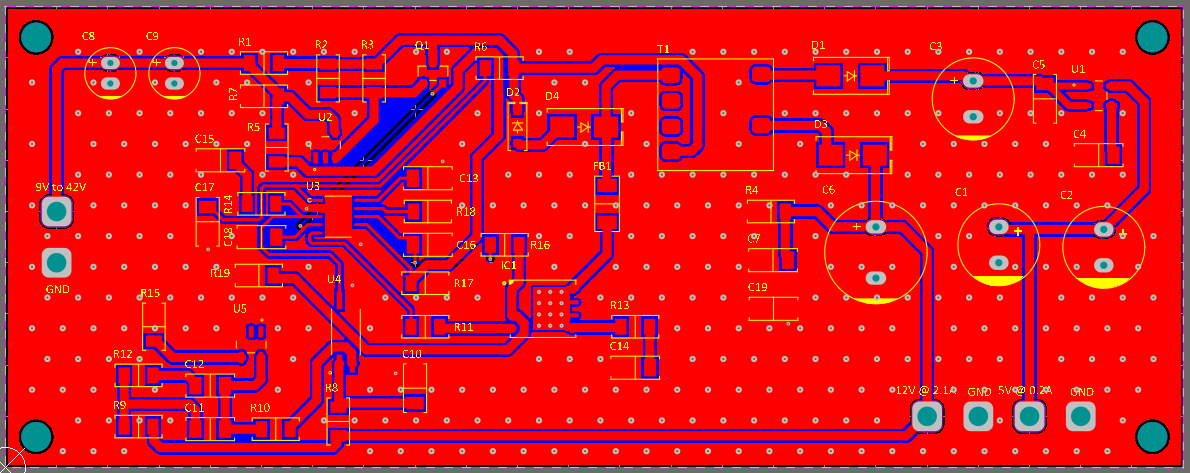 C8 C9 R1 R2 R3 Q1 R6 T1 D1 C3 C5 U1
R7 D2 D4
R5 U2 D3 C4
C15
9V to 42V C17 R14 U3 C13 FB1 R4 C6 C1 C2
R18
C18 C16 R16 C7
GND R19 U4 R17 IC1 C19
R15 U5 R11 R13
R12 C12 C10 C14
R9 C11 R10 R8 12V @ 2.1A GND 5V @ 0.2A GND